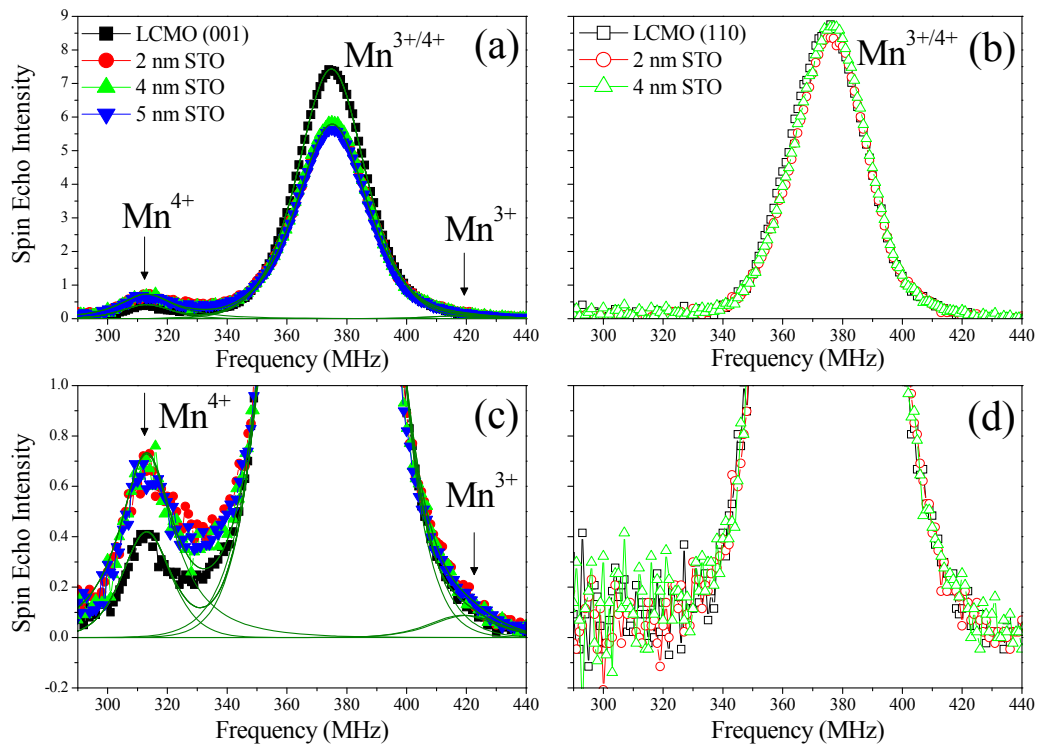 LCMO (001)
2 nm STO
4 nm STO
5 nm STO
Mn3+/4+
(a)
Mn4+
Mn3+
Spin Echo Intensity
9
8
7
6
5
4
3
2
1
0
300 320 340 360 380 400 420 440
Frequency (MHz)
LCMO (110)
2 nm STO
4 nm STO
Mn3+/4+
(b)
300 320 340 360 380 400 420 440
Frequency (MHz)
Mn4+
(c)
Mn3+
Spin Echo Intensity
1.0
0.8
0.6
0.4
0.2
0.0
-0.2
300 320 340 360 380 400 420 440
Frequency (MHz)
(d)
300 320 340 360 380 400 420 440
Frequency (MHz)